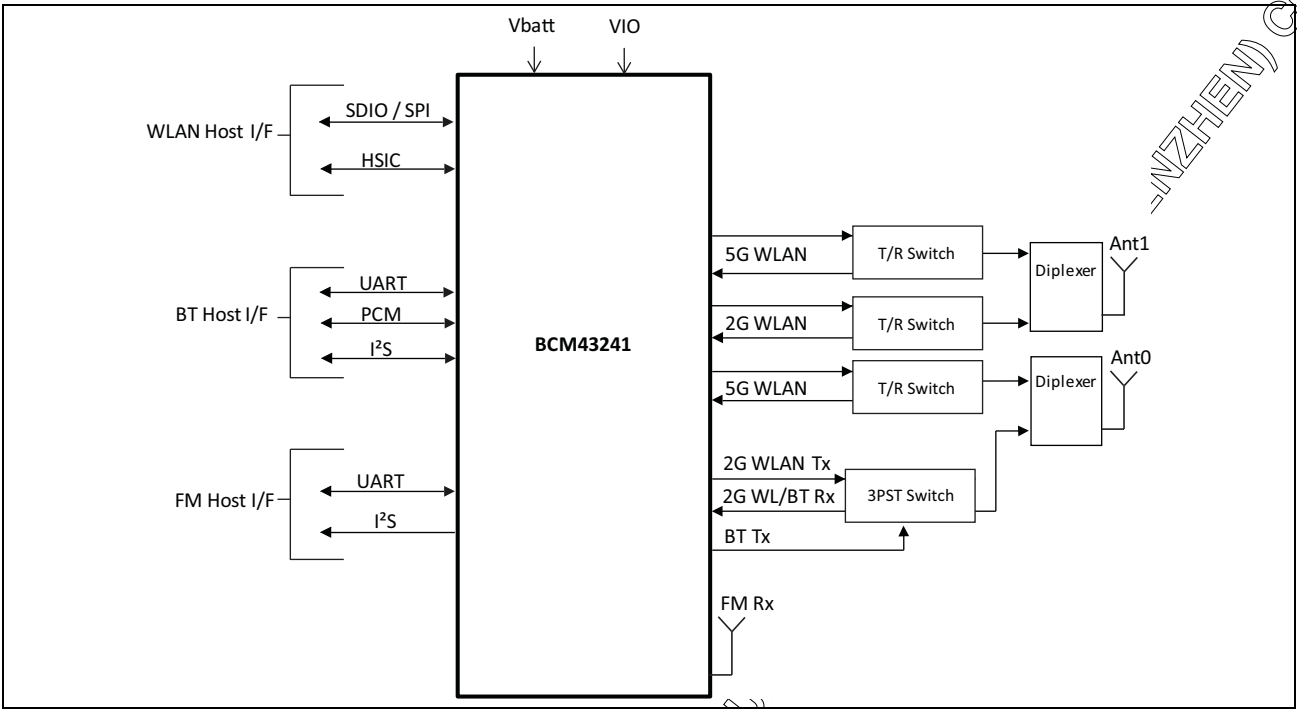 Vbatt VIO
WLAN Host I/F
SDIO / SPI
HSIC
BT Host I/F
UART
PCM
I²S
FM Host I/F
UART
I²S
BCM43241
5G WLAN
T/R Switch
2G WLAN
T/R Switch
Diplexer
Ant1
5G WLAN
T/R Switch
Diplexer
Ant0
2G WLAN Tx
2G WL/BT Rx
BT Tx
3PST Switch
FM Rx